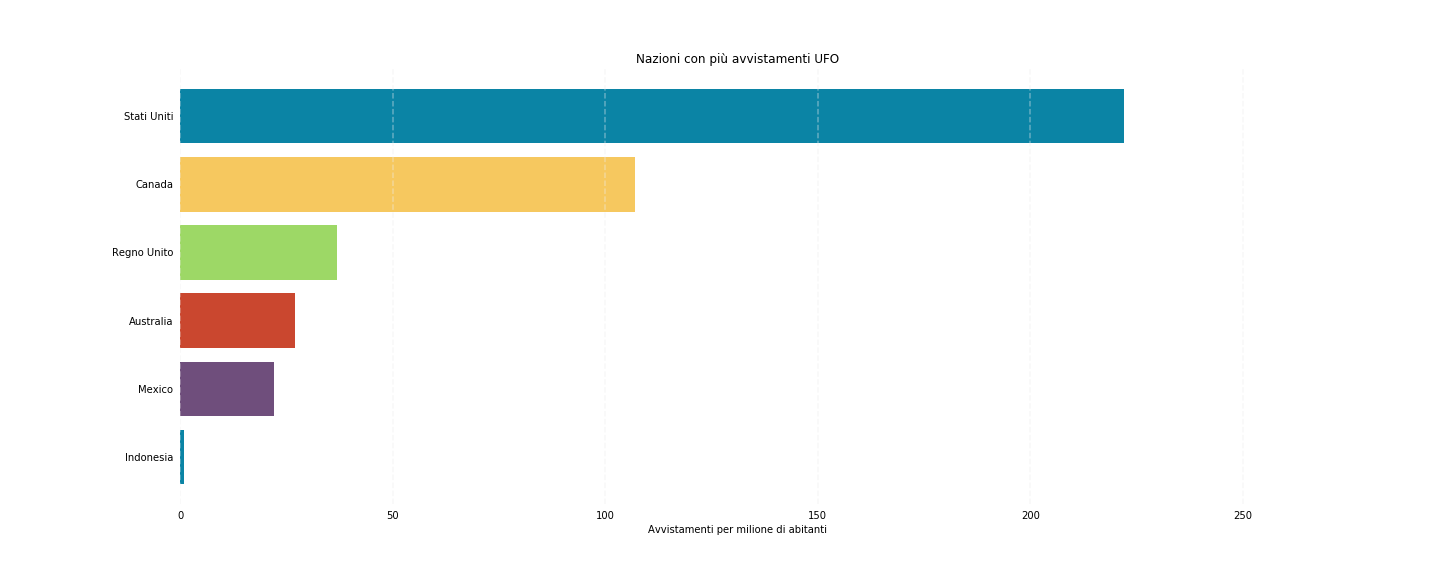 Nazioni con più avvistamenti UFO
Stati Uniti
Canada
Regno Unito
Australia
Mexico
Indonesia
0 50 100 150 200 250
Avvistamenti per milione di abitanti